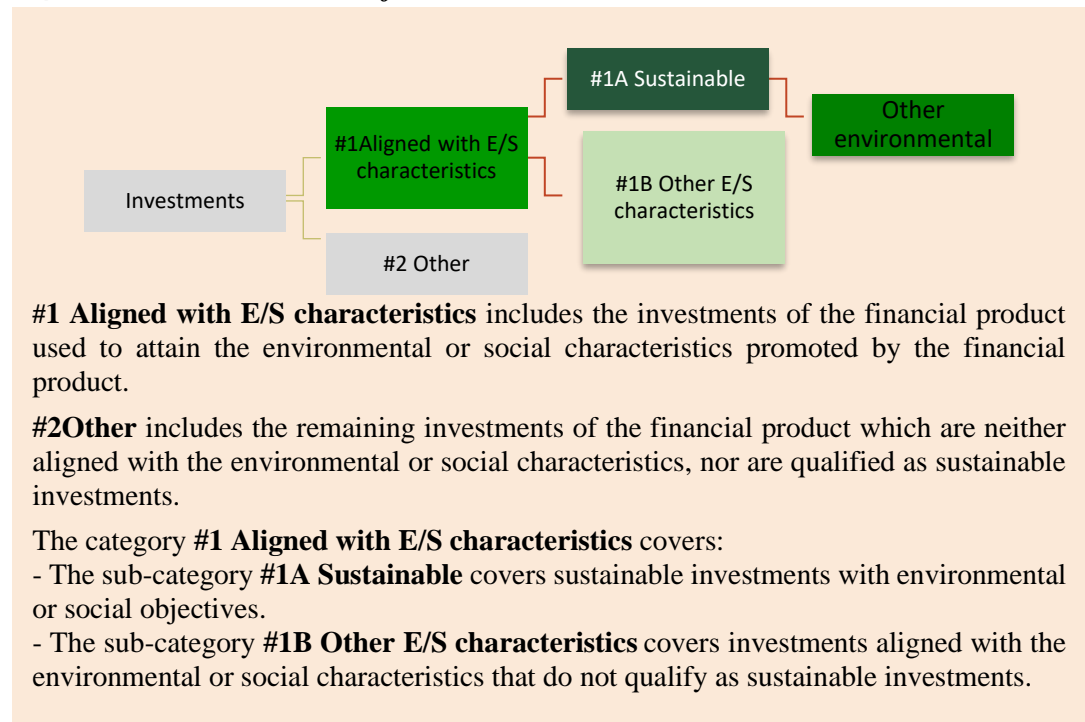 #1A Sustainable
Other
environmental
#1Aligned with E/S
characteristics
#1B Other E/S
characteristics
Investments
#2 Other
#1 Aligned with E/S characteristics includes the investments of the financial product
used to attain the environmental or social characteristics promoted by the financial
product.
#2Other includes the remaining investments of the financial product which are neither
aligned with the environmental or social characteristics, nor are qualified as sustainable
investments.
The category #1 Aligned with E/S characteristics covers:
- The sub-category #1A Sustainable covers sustainable investments with environmental
or social objectives.
- The sub-category #1B Other E/S characteristics covers investments aligned with the
environmental or social characteristics that do not qualify as sustainable investments.